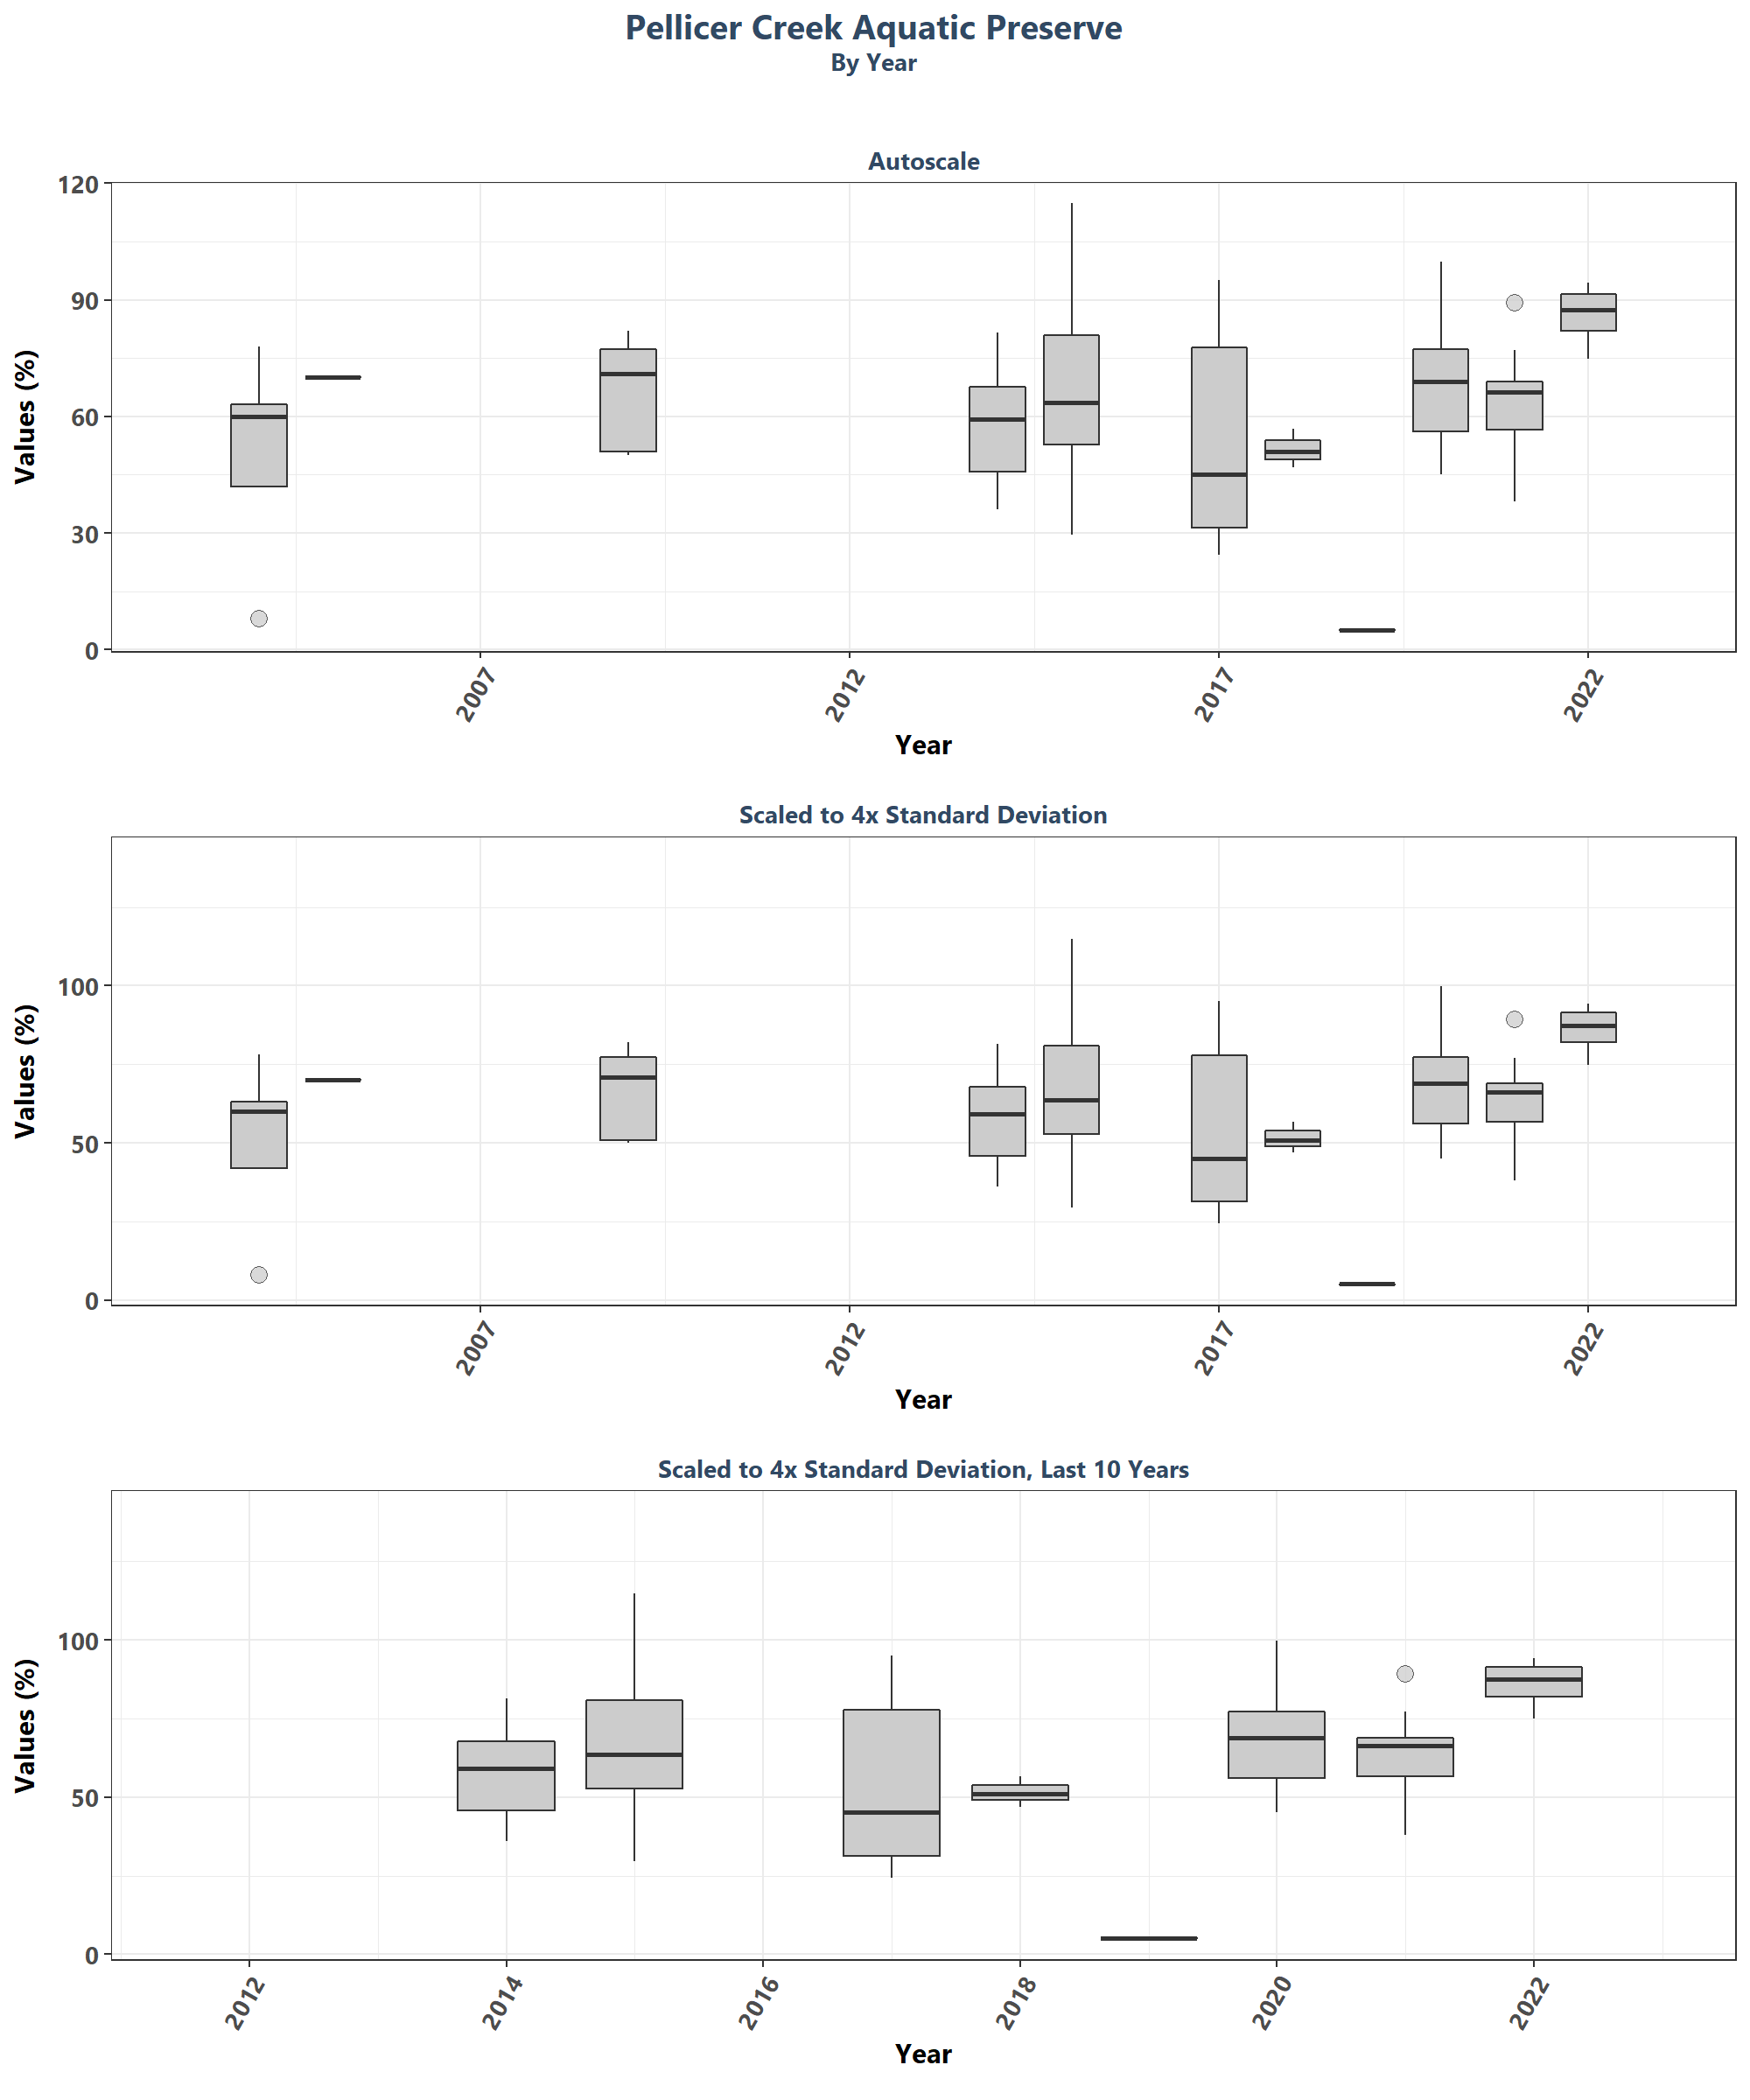 Pellicer Creek Aquatic Preserve
By Year
Autoscale
Values (%)
120
90
60
30
0
2007
2012
2017
2022
Year
Scaled to 4x Standard Deviation
Values (%)
100
50
0
2007
2012
2017
2022
Year
Scaled to 4x Standard Deviation, Last 10 Years
Values (%)
100
50
0
2012
2014
2016
2018
2020
2022
Year